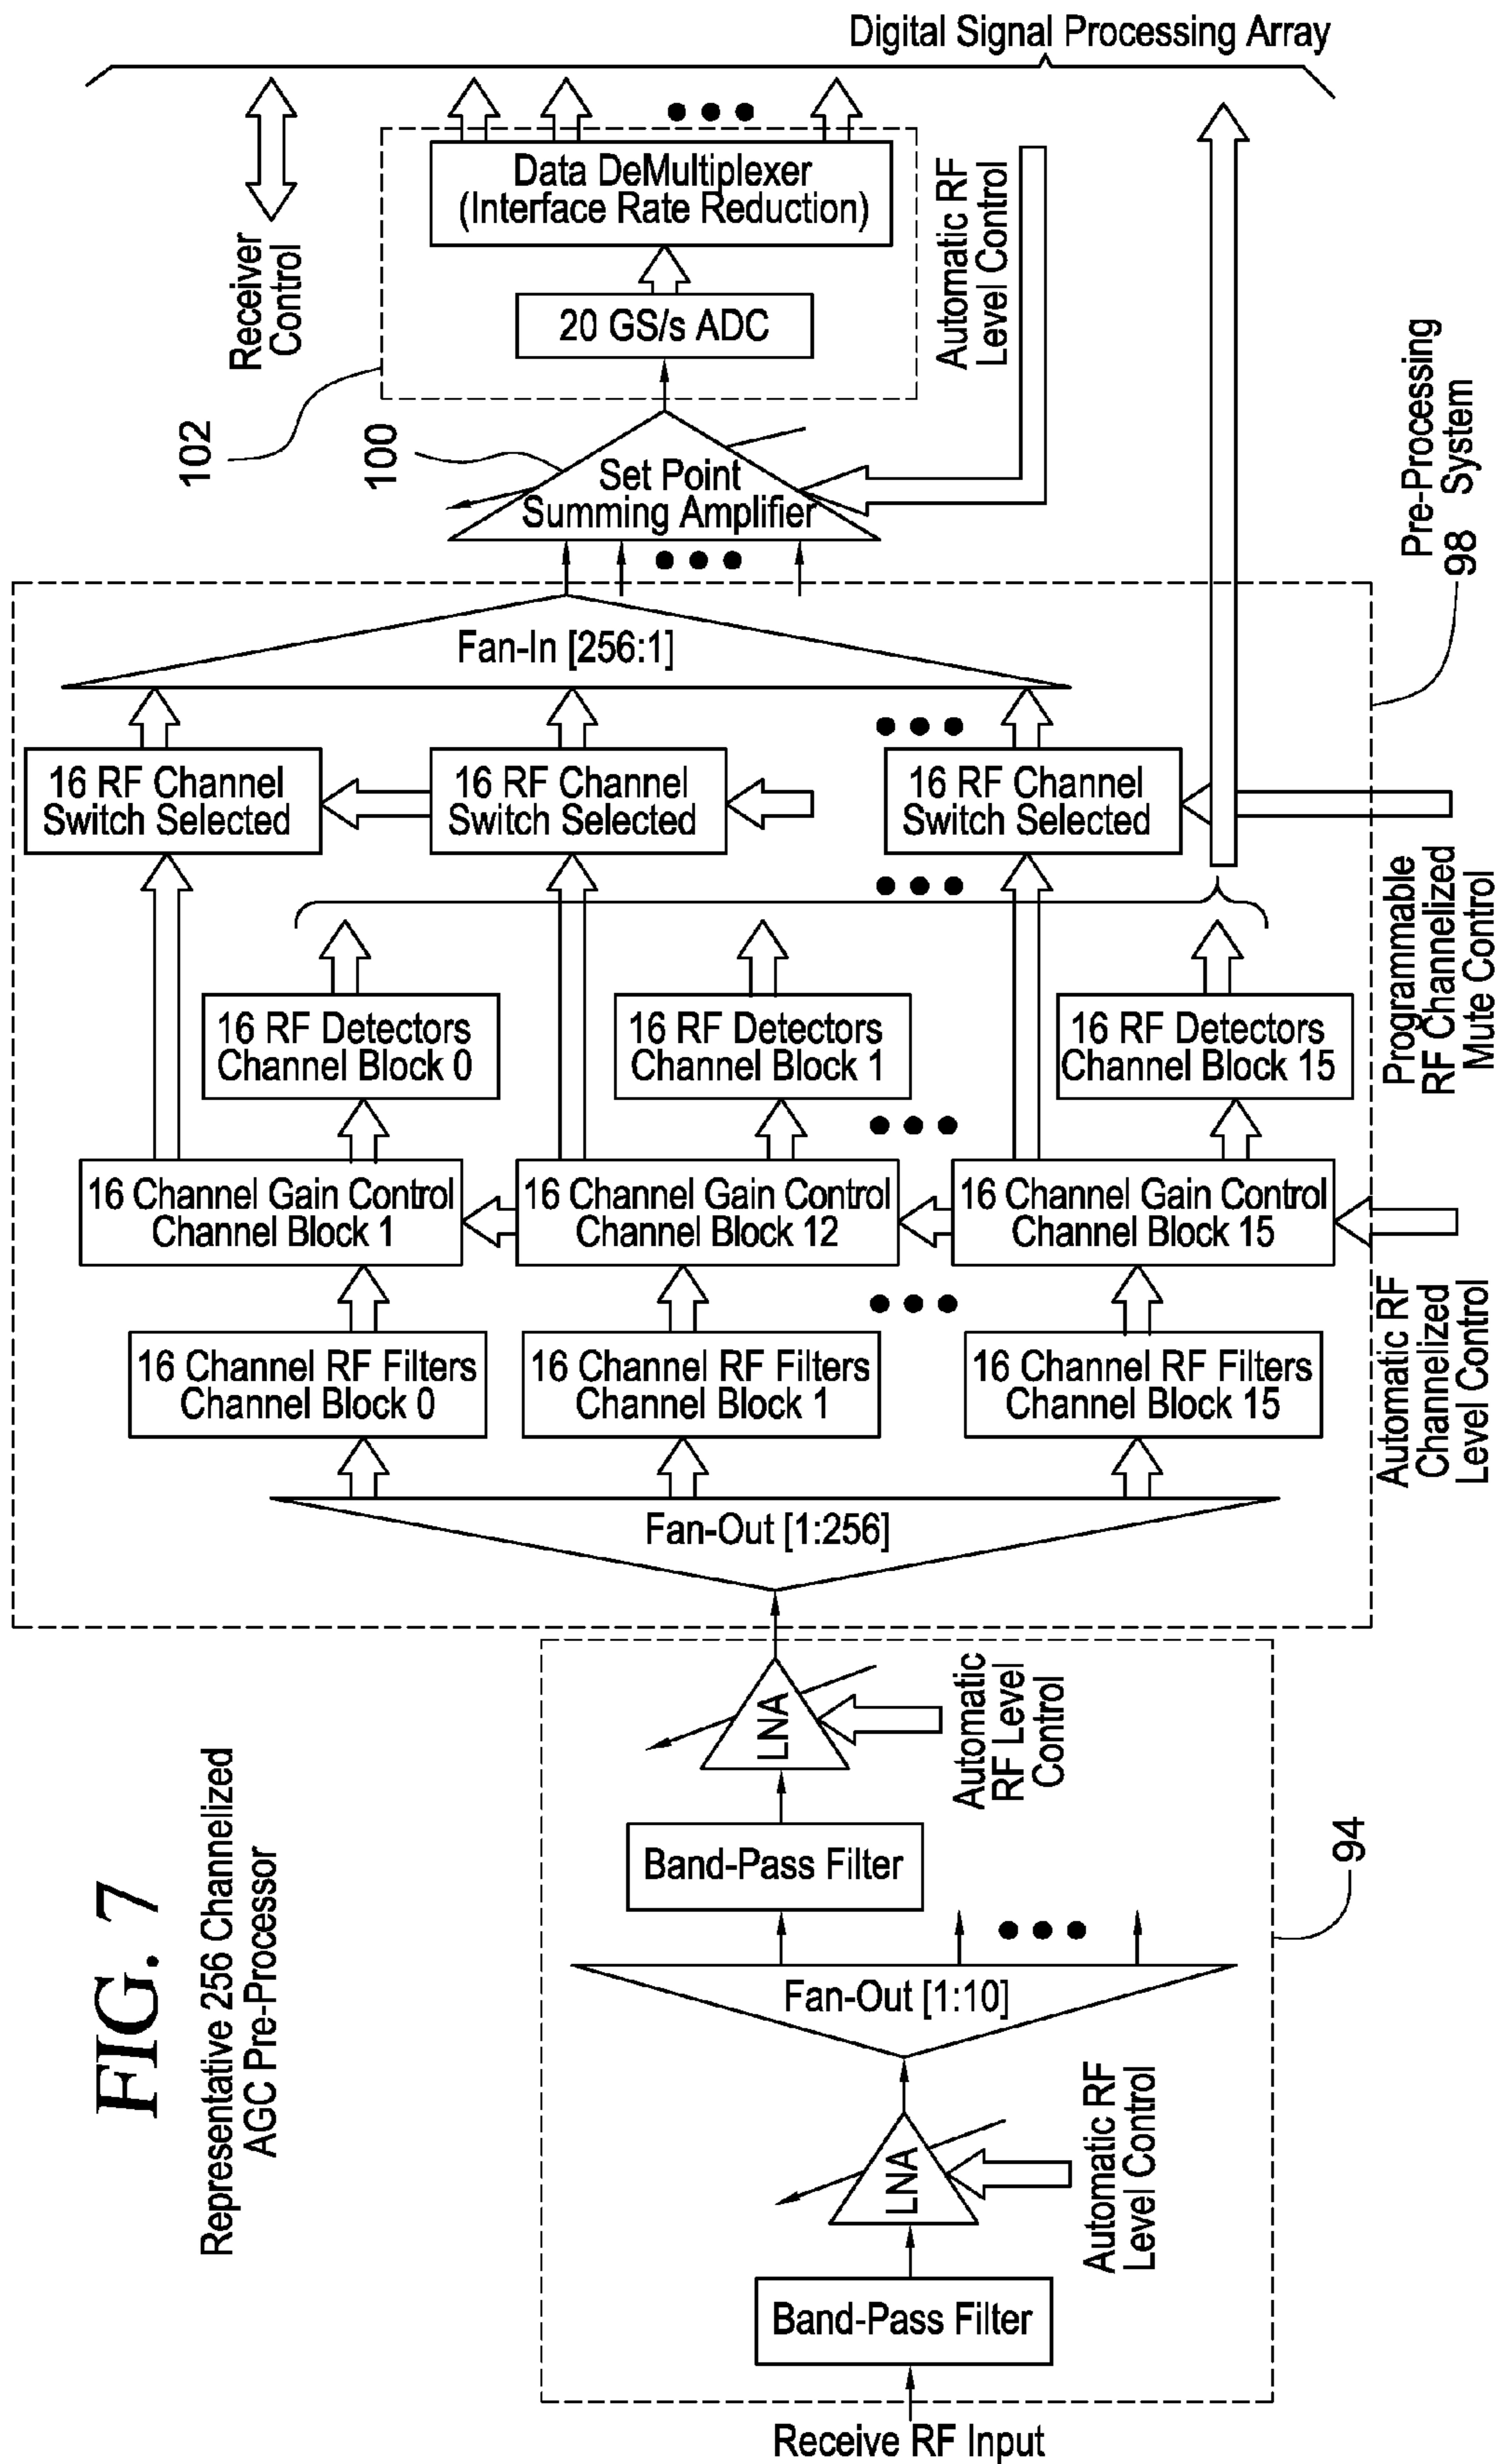 Digital Signal Processing Array
Receiver
Control
Data DeMultiplexer
(Interface Rate Reduction)
20 GS/s ADC
Automatic RF
Level Control
102
100
Set Point
Summing Amplifier
Pre-Processing
98 System
Fan-In [256:1]
16 RF Channel
Switch Selected
16 RF Channel
Switch Selected
16 RF Channel
Switch Selected
Programmable
RF Channelized
Mute Control
16 RF Detectors
Channel Block 0
16 RF Detectors
Channel Block 1
16 RF Detectors
Channel Block 15
16 Channel Gain Control
Channel Block 1
16 Channel Gain Control
Channel Block 12
16 Channel Gain Control
Channel Block 15
Automatic RF
Channelized
Level Control
16 Channel RF Filters
Channel Block 0
16 Channel RF Filters
Channel Block 1
16 Channel RF Filters
Channel Block 15
Fan-Out [1:256]
LNA
Automatic
RF Level
Control
Band-Pass Filter
94
Fan-Out [1:10]
FIG. 7
Representative 256 Channelized
AGC Pre-Processor
LNA
Automatic RF
Level Control
Band-Pass Filter
Receive RF Input